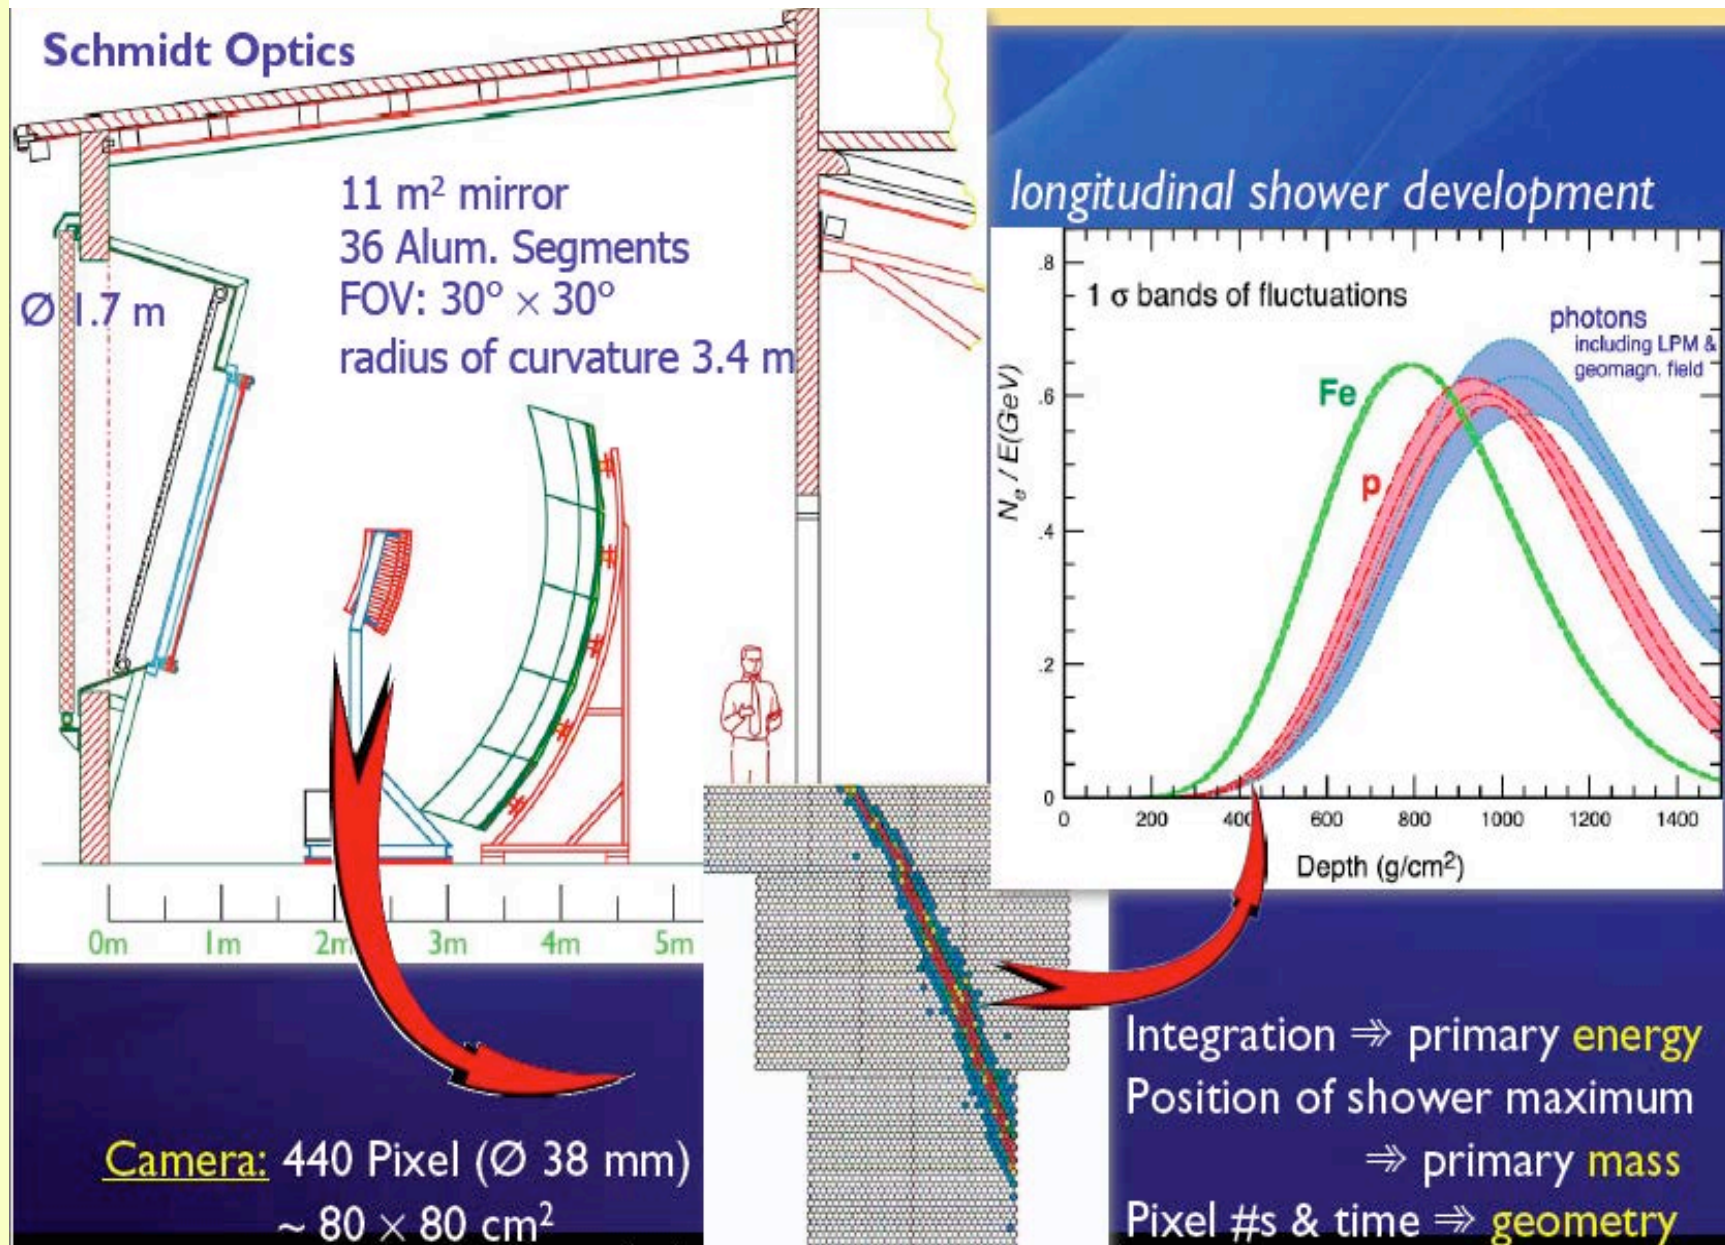 Schmidt Optics
11 m² mirror
36 Alum. Segments
FOV: 30° × 30°
radius of curvature 3.4 m
Ø 1.7 m
0m 1m 2m 3m 4m 5m
Camera: 440 Pixel (Ø 38 mm)
~ 80 × 80 cm²
longitudinal shower development
1 σ bands of fluctuations
photons
including LPM &
geomagn. field
Fe
p
N_e / E(GeV)
.8
.6
.4
.2
0
0 200 400 600 800 1000 1200 1400
Depth (g/cm²)
Integration ⇒ primary energy
Position of shower maximum
⇒ primary mass
Pixel #s & time ⇒ geometry